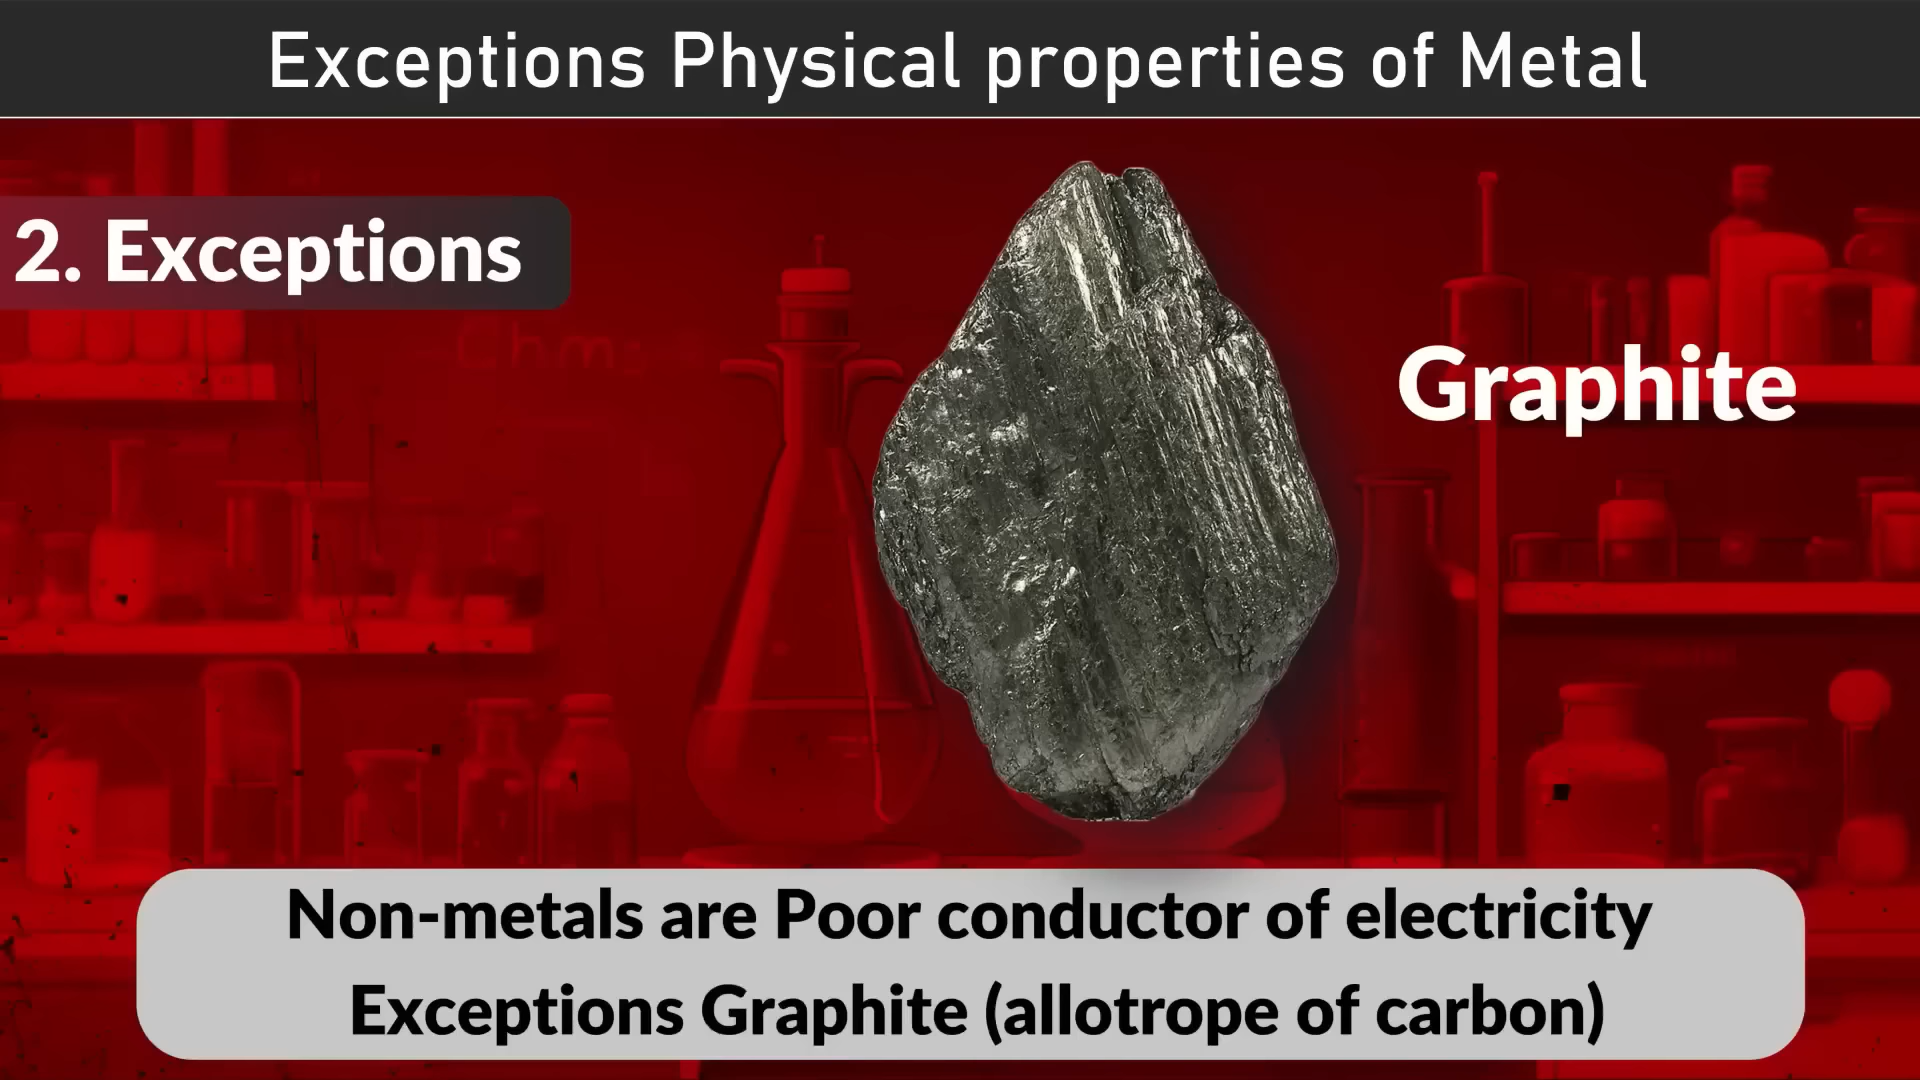 Exceptions Physical properties of Metal
2. Exceptions
Graphite
Non-metals are Poor conductor of electricity
Exceptions Graphite (allotrope of carbon)